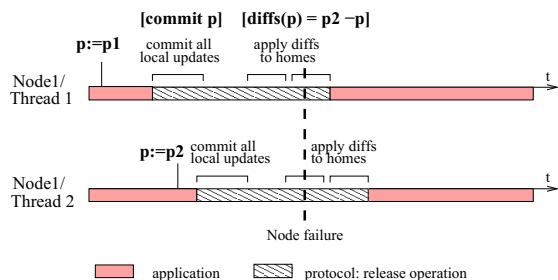 [commit p] [diffs(p) = p2 −p]
p:=p1
commit all
local updates
apply diffs
to homes
Node1/
Thread 1
t
p:=p2
commit all
local updates
apply diffs
to homes
Node1/
Thread 2
t
Node failure
application
protocol: release operation